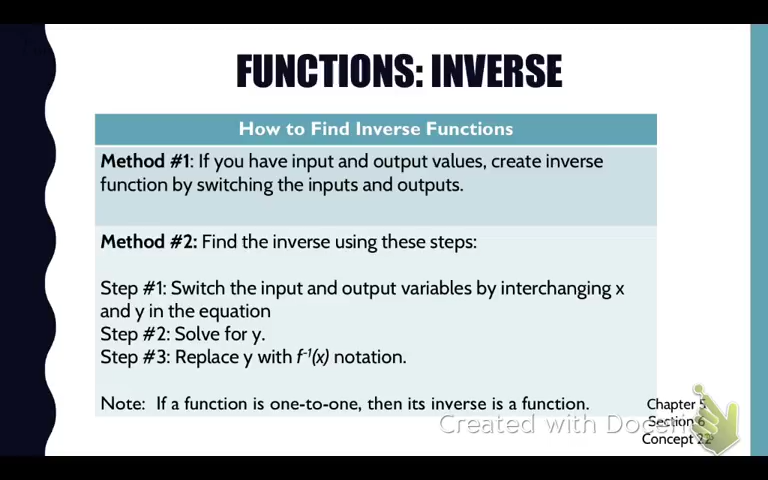 FUNCTIONS: INVERSE
How to Find Inverse Functions
Method #1: If you have input and output values, create inverse
function by switching the inputs and outputs.
Method #2: Find the inverse using these steps:
Step #1: Switch the input and output variables by interchanging x
and y in the equation
Step #2: Solve for y.
Step #3: Replace y with f⁻¹(x) notation.
Note: If a function is one-to-one, then its inverse is a function.
Chapter 5
Section 6
Concept 22
Created with Doceri